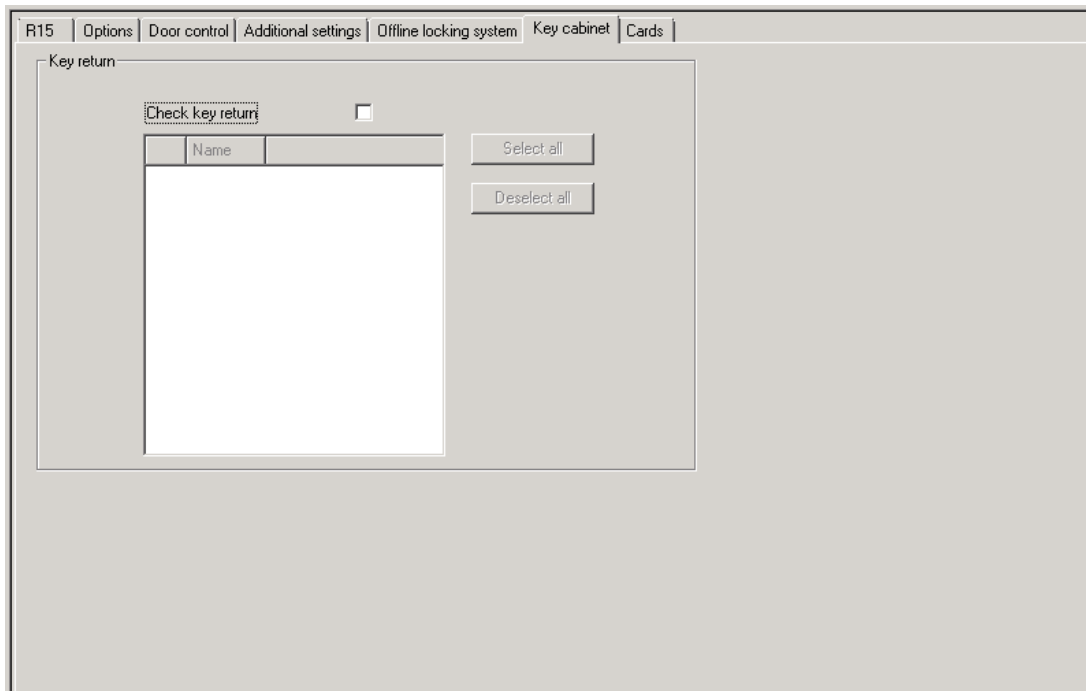 R15 Options Door control Additional settings Offline locking system Key cabinet Cards
Key return
Check key return
Name
Select all
Deselect all